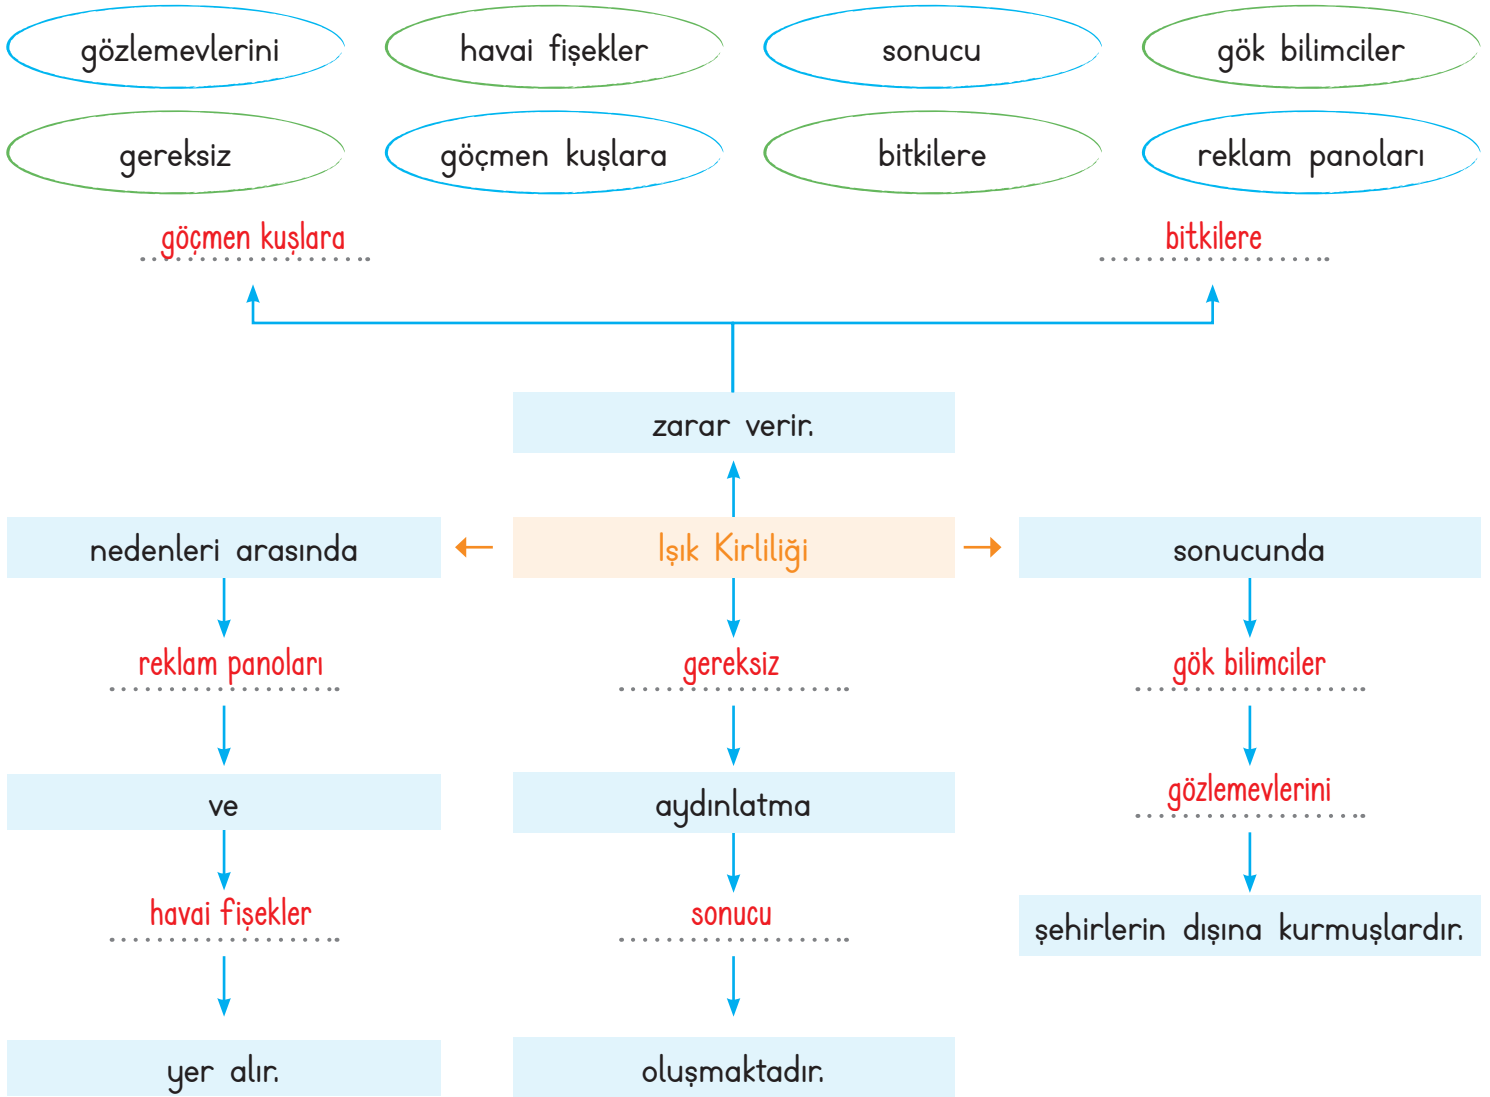 gözlemevlerini
havai fişekler
sonucu
gök bilimciler
gereksiz
göçmen kuşlara
bitkilere
reklam panoları
göçmen kuşlara
bitkilere
zarar verir.
nedenleri arasında
Işık Kirliliği
sonucunda
reklam panoları
gereksiz
gök bilimciler
ve
aydınlatma
gözlemevlerini
havai fişekler
sonucu
şehirlerin dışına kurmuşlardır.
yer alır.
oluşmaktadır.